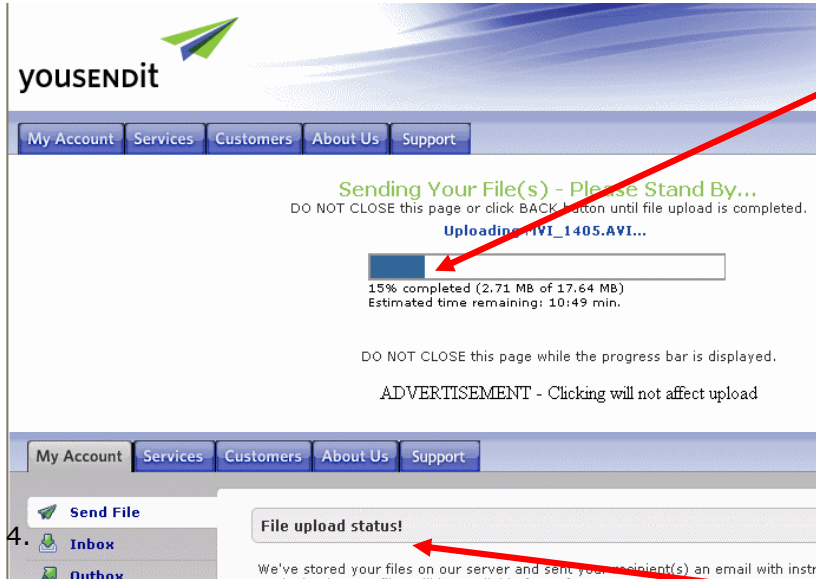 yousendit
My Account Services Customers About Us Support
Sending Your File(s) - Please Stand By...
DO NOT CLOSE this page or click BACK button until file upload is completed.
Uploading MVI_1405.AVI...
15% completed (2.71 MB of 17.64 MB)
Estimated time remaining: 10:49 min.
DO NOT CLOSE this page while the progress bar is displayed.
ADVERTISEMENT - Clicking will not affect upload
My Account Services Customers About Us Support
Send File
File upload status!
4.
Inbox
We've stored your files on our server and sent your recipient(s) an email with instr
Outbox